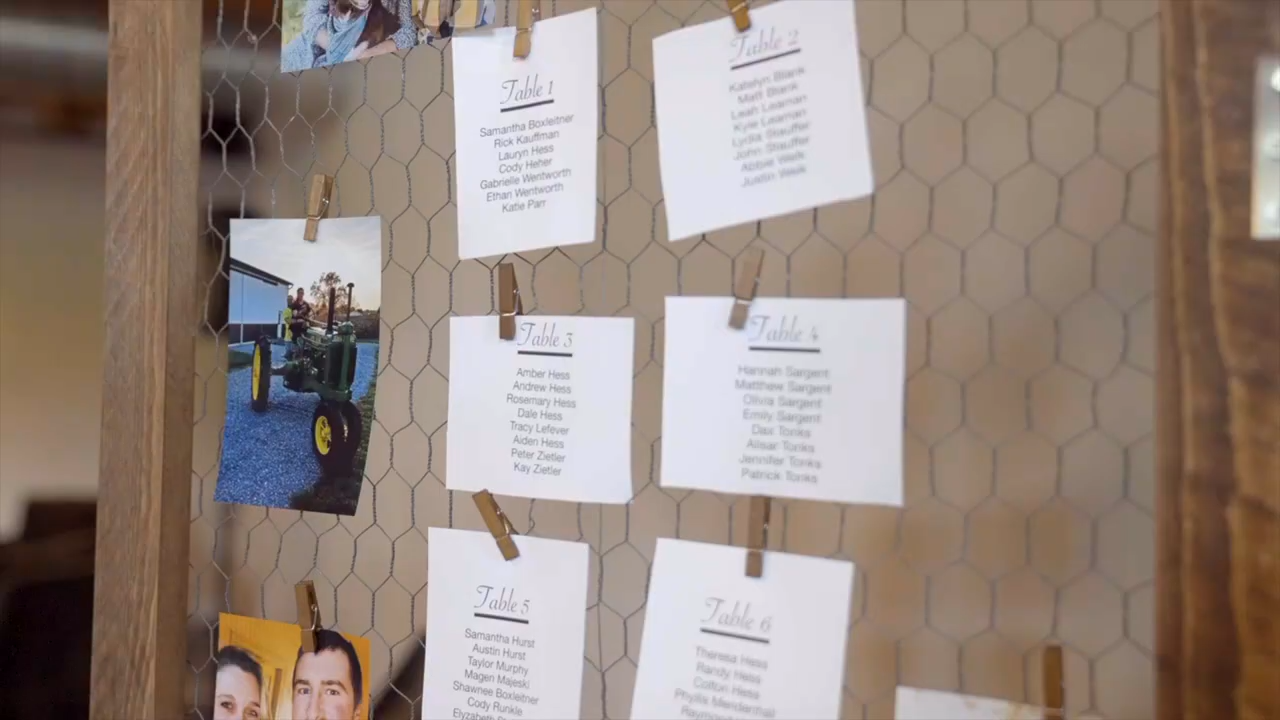 Table 1
Samantha Boxleitner
Rick Kauffman
Lauryn Hess
Cody Heher
Gabrielle Wentworth
Ethan Wentworth
Katie Parr
Table 2
Katelyn Blank
Matt Blank
Leah Leaman
Kyle Leaman
Lydia Stauffer
John Stauffer
Abbie Welk
Justin Welk
Table 3
Amber Hess
Andrew Hess
Rosemary Hess
Dale Hess
Tracy Lefever
Aiden Hess
Peter Zietler
Kay Zietler
Table 4
Hannah Sargent
Matthew Sargent
Olivia Sargent
Emily Sargent
Tonks
Tonks
Jennifer Tonks
Patrick Tonks
Table 5
Samantha Hurst
Austin Hurst
Taylor Murphy
Magen Majeski
Shawnee Boxleitner
Cody Runkle
Table 6
Theresa Hess
Randy Hess
Colton Hess
Phyllis Mendenhall